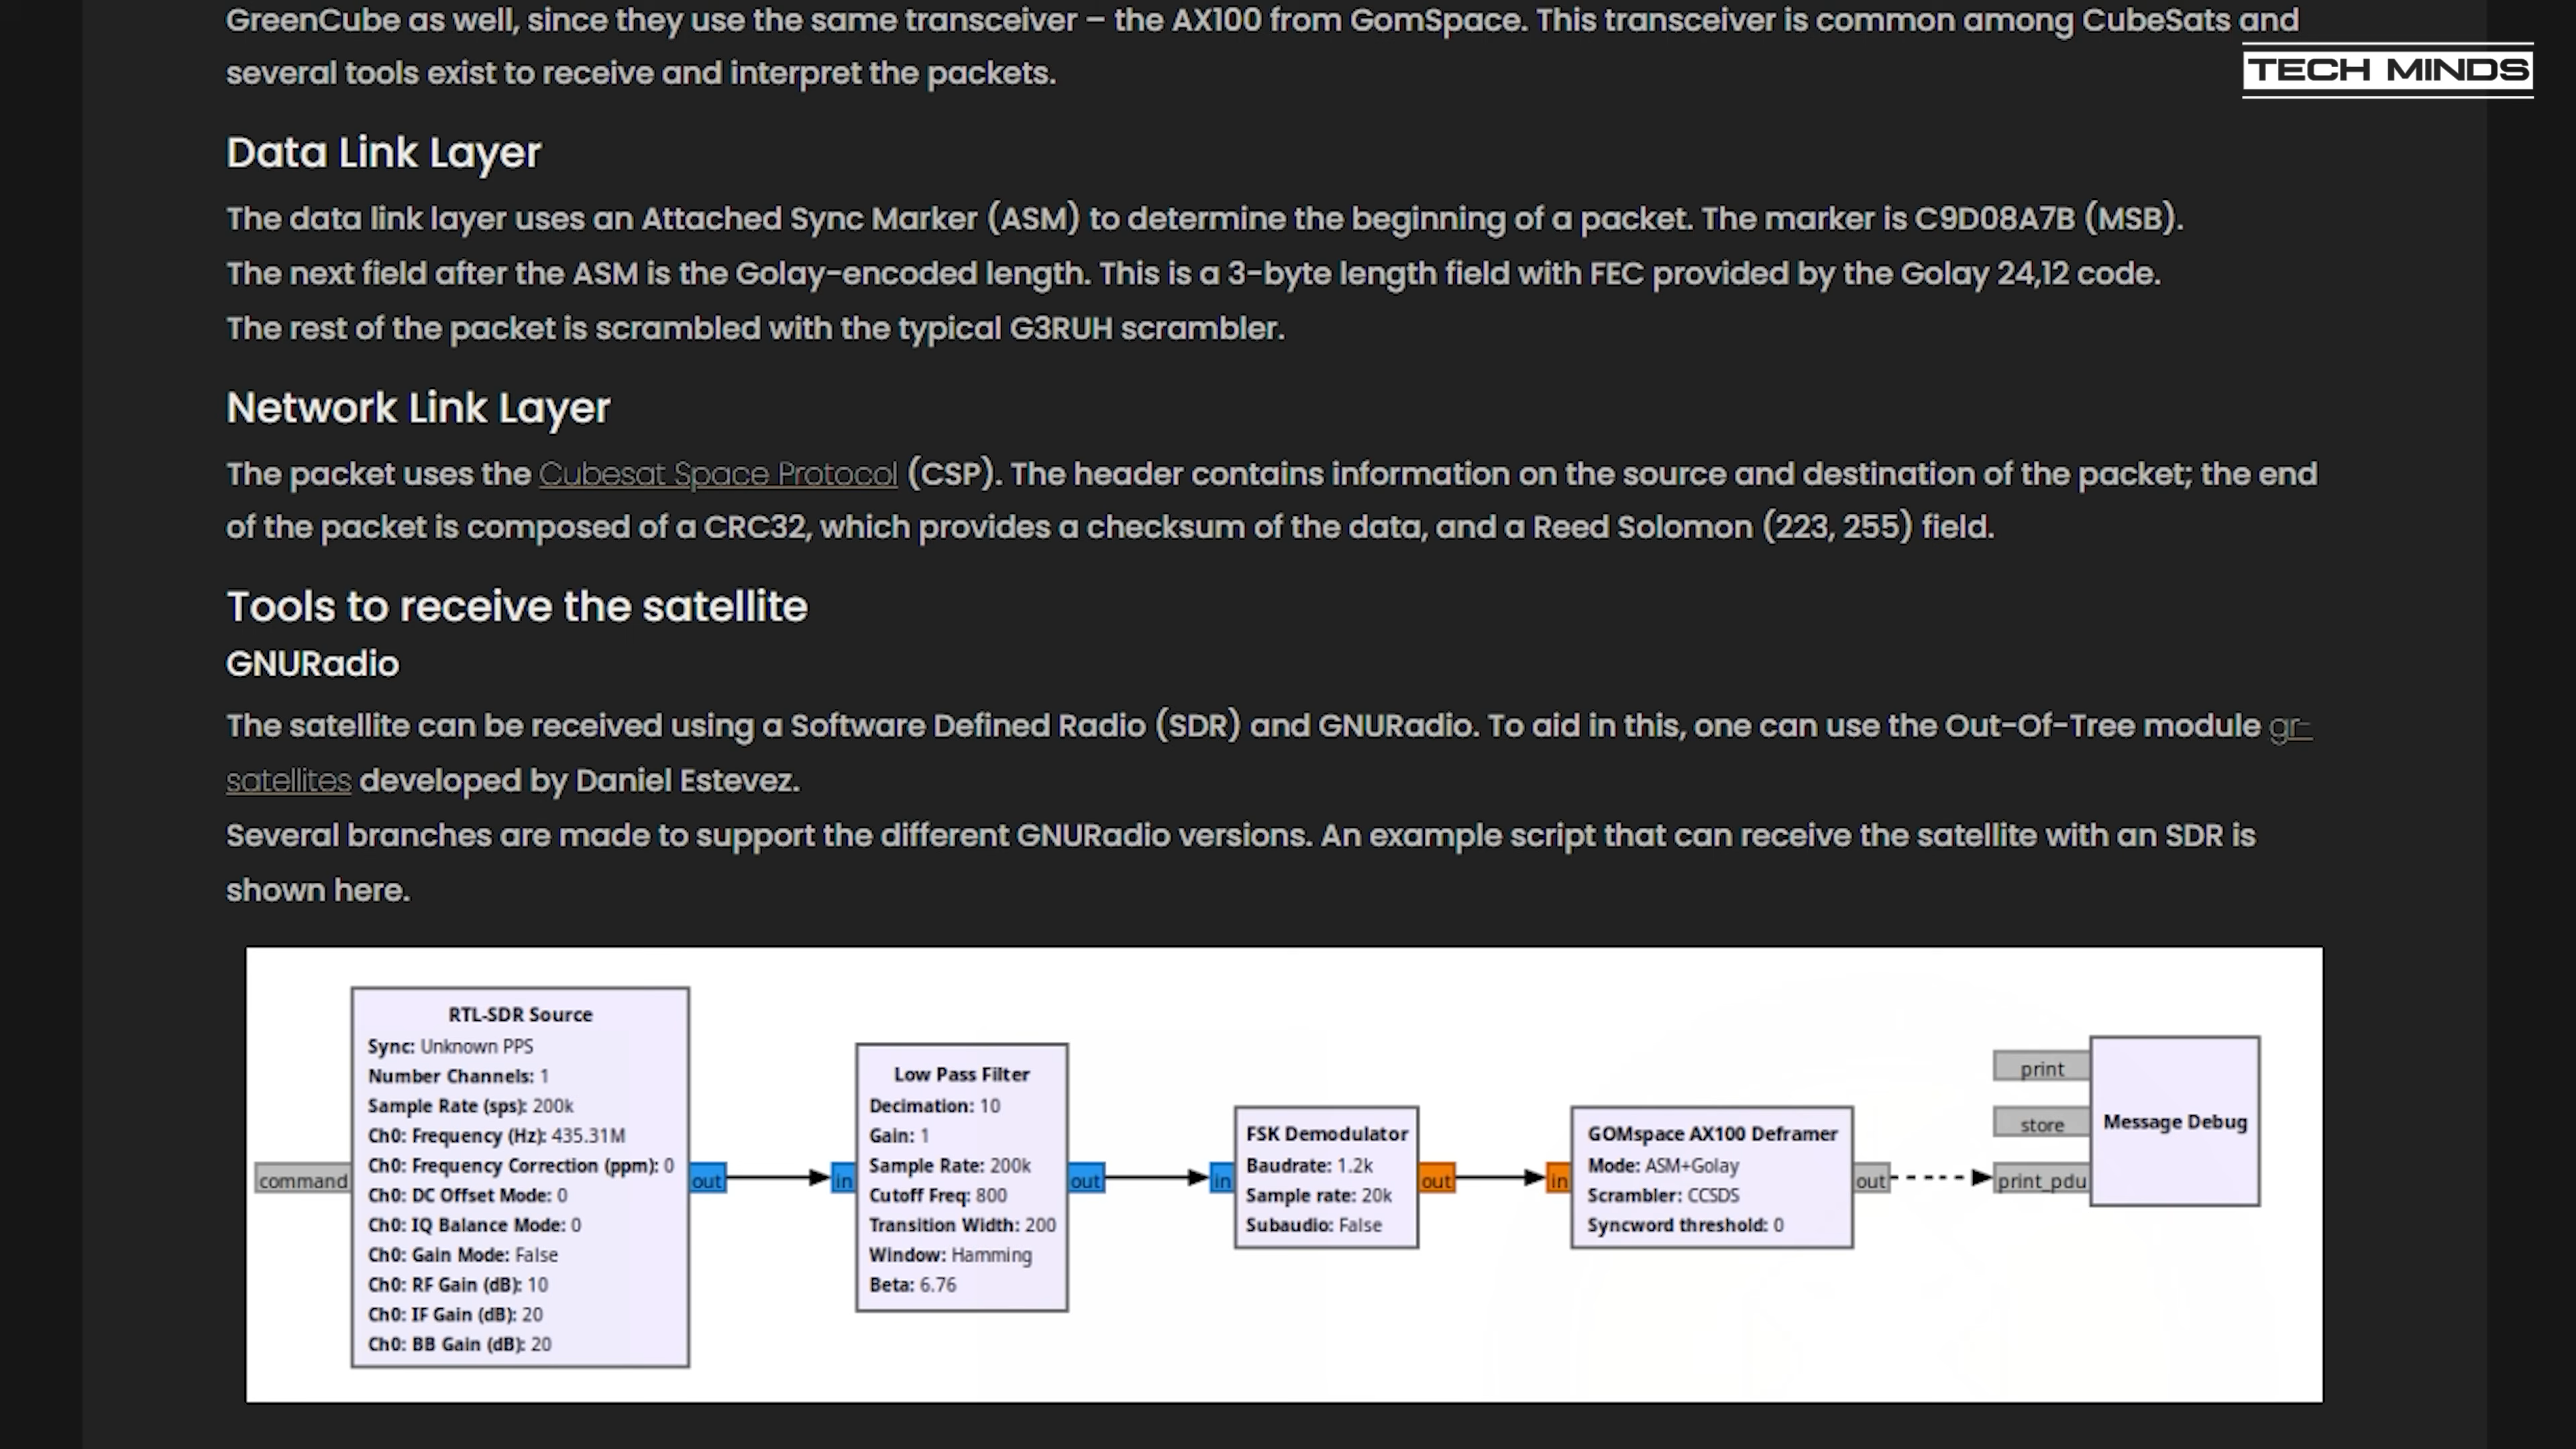 GreenCube as well, since they use the same transceiver – the AX100 from GomSpace. This transceiver is common among CubeSats and
several tools exist to receive and interpret the packets.
TECH MINDS
Data Link Layer
The data link layer uses an Attached Sync Marker (ASM) to determine the beginning of a packet. The marker is C9D08A7B (MSB).
The next field after the ASM is the Golay-encoded length. This is a 3-byte length field with FEC provided by the Golay 24,12 code.
The rest of the packet is scrambled with the typical G3RUH scrambler.
Network Link Layer
The packet uses the Cubesat Space Protocol (CSP). The header contains information on the source and destination of the packet; the end
of the packet is composed of a CRC32, which provides a checksum of the data, and a Reed Solomon (223, 255) field.
Tools to receive the satellite
GNURadio
The satellite can be received using a Software Defined Radio (SDR) and GNURadio. To aid in this, one can use the Out-Of-Tree module gr-
satellites developed by Daniel Estevez.
Several branches are made to support the different GNURadio versions. An example script that can receive the satellite with an SDR is
shown here.
command
RTL-SDR Source
Sync: Unknown PPS
Number Channels: 1
Sample Rate (sps): 200k
Ch0: Frequency (Hz): 435.31M
Ch0: Frequency Correction (ppm): 0
Ch0: DC Offset Mode: 0
Ch0: IQ Balance Mode: 0
Ch0: Gain Mode: False
Ch0: RF Gain (dB): 10
Ch0: IF Gain (dB): 20
Ch0: BB Gain (dB): 20
out
in
Low Pass Filter
Decimation: 10
Gain: 1
Sample Rate: 200k
Cutoff Freq: 800
Transition Width: 200
Window: Hamming
Beta: 6.76
out
in
FSK Demodulator
Baudrate: 1.2k
Sample rate: 20k
Subaudio: False
out
in
GOMspace AX100 Deframer
Mode: ASM+Golay
Scrambler: CCSDS
Syncword threshold: 0
out
print
store
print_pdu
Message Debug